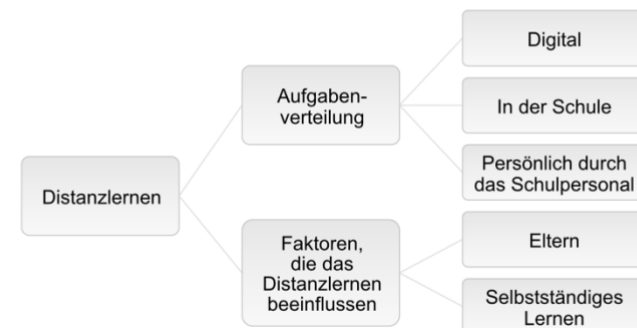 Distanzlernen
Aufgaben-
verteilung
Digital
In der Schule
Persönlich durch
das Schulpersonal
Faktoren,
die das
Distanzlernen
beeinflussen
Eltern
Selbstständiges
Lernen